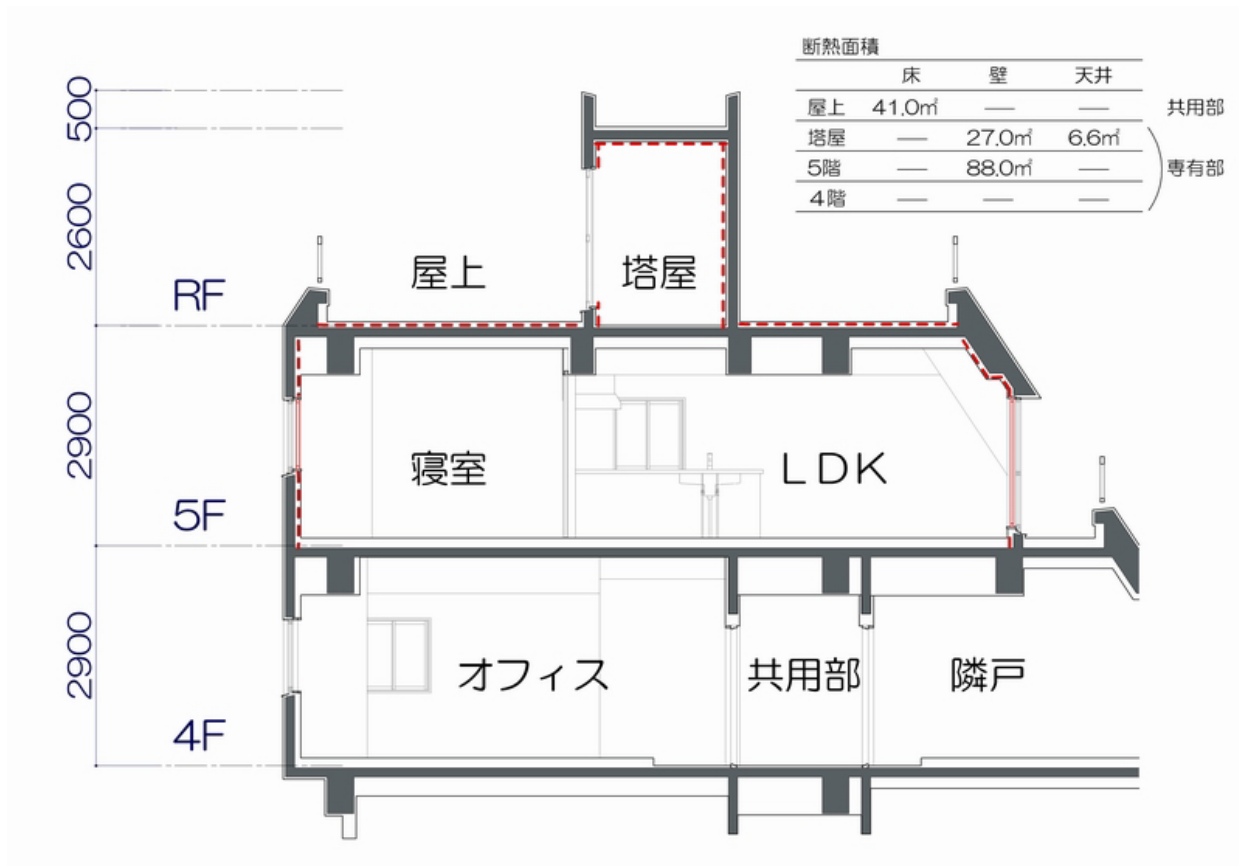 断熱面積
床 壁 天井
屋上 41.0㎡ — — 共用部
塔屋 — 27.0㎡ 6.6㎡
5階 — 88.0㎡ — 専有部
4階 — — —
500
2600
屋上
塔屋
RF
2900
寝室
LDK
5F
2900
オフィス
共用部
隣戸
4F